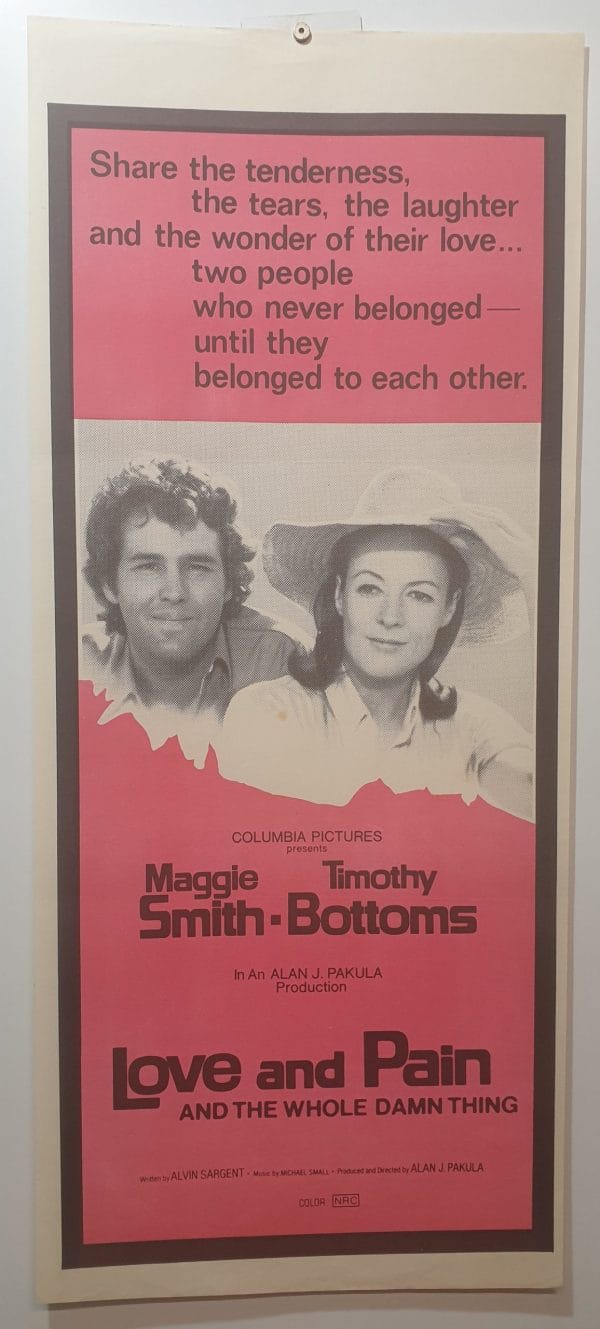 Share the tenderness,
the tears, the laughter
and the wonder of their love...
two people
who never belonged—
until they
belonged to each other.
COLUMBIA PICTURES
presents
Maggie Timothy
Smith · Bottoms
In An ALAN J. PAKULA
Production
Love and Pain
AND THE WHOLE DAMN THING
Written by ALVIN SARGENT · Music by MICHAEL SMALL · Produced and Directed by ALAN J. PAKULA
COLOR NRC